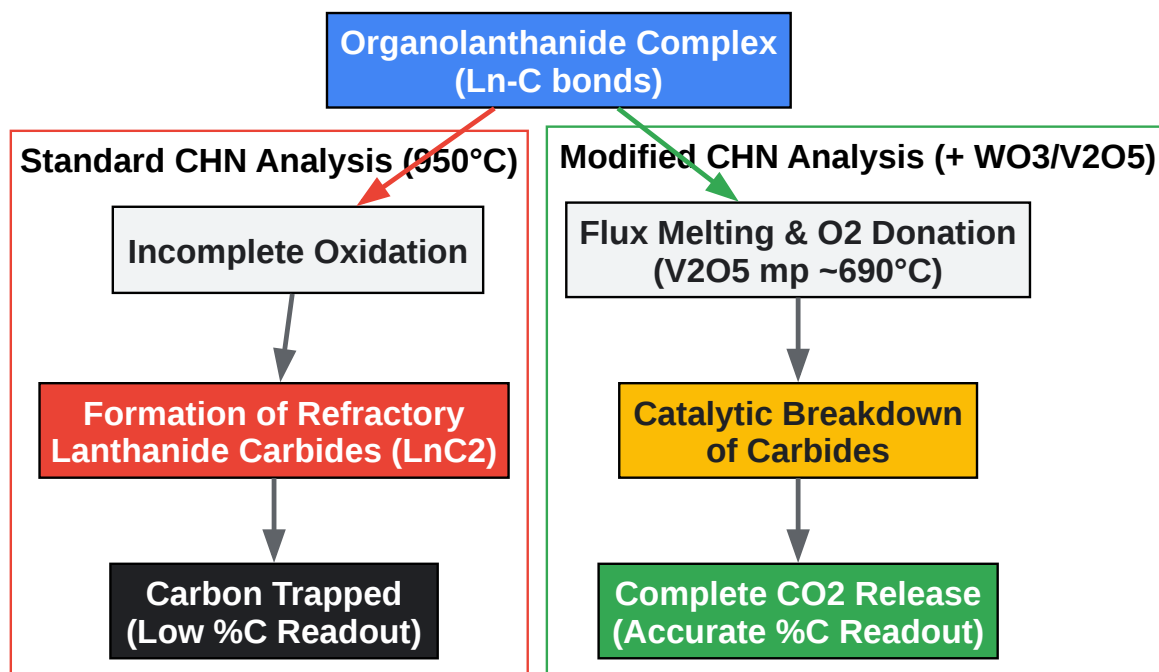 Organolanthanide Complex
(Ln-C bonds)
Standard CHN Analysis (950°C)
Incomplete Oxidation
Formation of Refractory
Lanthanide Carbides (LnC2)
Carbon Trapped
(Low %C Readout)
Modified CHN Analysis (+ WO3/V2O5)
Flux Melting & O2 Donation
(V2O5 mp ~690°C)
Catalytic Breakdown
of Carbides
Complete CO2 Release
(Accurate %C Readout)